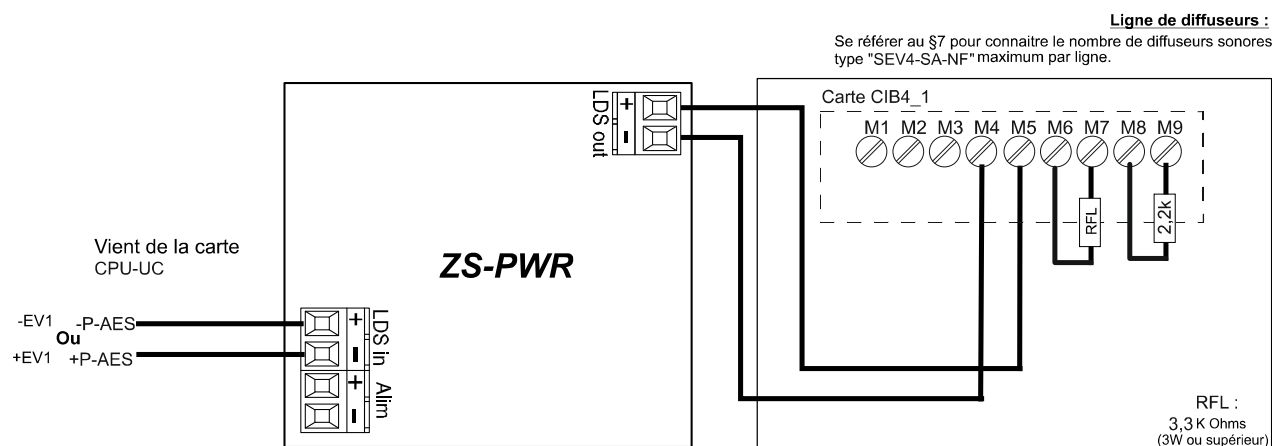 Ligne de diffuseurs :
Se référer au §7 pour connaitre le nombre de diffuseurs sonores
type "SEV4-SA-NF" maximum par ligne.
LDS out
+
-
Carte CIB4_1
M1 M2 M3 M4 M5 M6 M7 M8 M9
RFL
2,2k
Vient de la carte
CPU-UC
ZS-PWR
-EV1 -P-AES
Ou
+EV1 +P-AES
+
-
LDS in
+
-
Alim
RFL :
3,3 K Ohms
(3W ou supérieur)